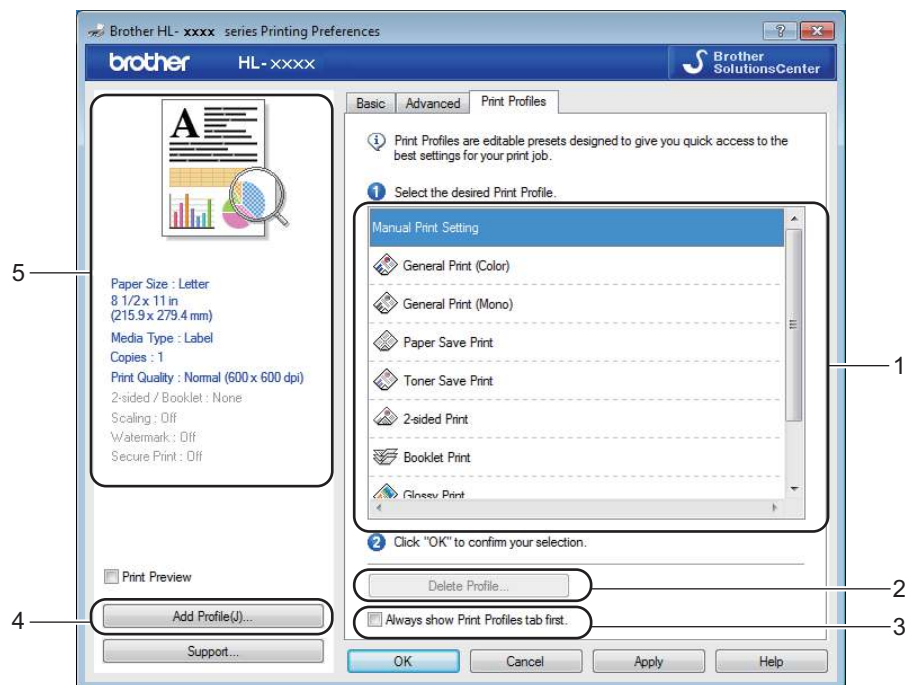 Brother HL- xxxx series Printing Preferences
brother HL-xxxx
Brother
SolutionsCenter
A
Paper Size : Letter
8 1/2 x 11 in
(215.9 x 279.4 mm)
Media Type : Label
Copies : 1
Print Quality : Normal (600 x 600 dpi)
2-sided / Booklet : None
Scaling : Off
Watermark : Off
Secure Print : Off
Print Preview
Add Profile(J)...
Support...
Basic Advanced Print Profiles
Print Profiles are editable presets designed to give you quick access to the
best settings for your print job.
1 Select the desired Print Profile.
Manual Print Setting
General Print (Color)
General Print (Mono)
Paper Save Print
Toner Save Print
2-sided Print
Booklet Print
Glossy Print
2 Click "OK" to confirm your selection.
Delete Profile...
Always show Print Profiles tab first.
OK Cancel Apply Help
5
4
1
2
3